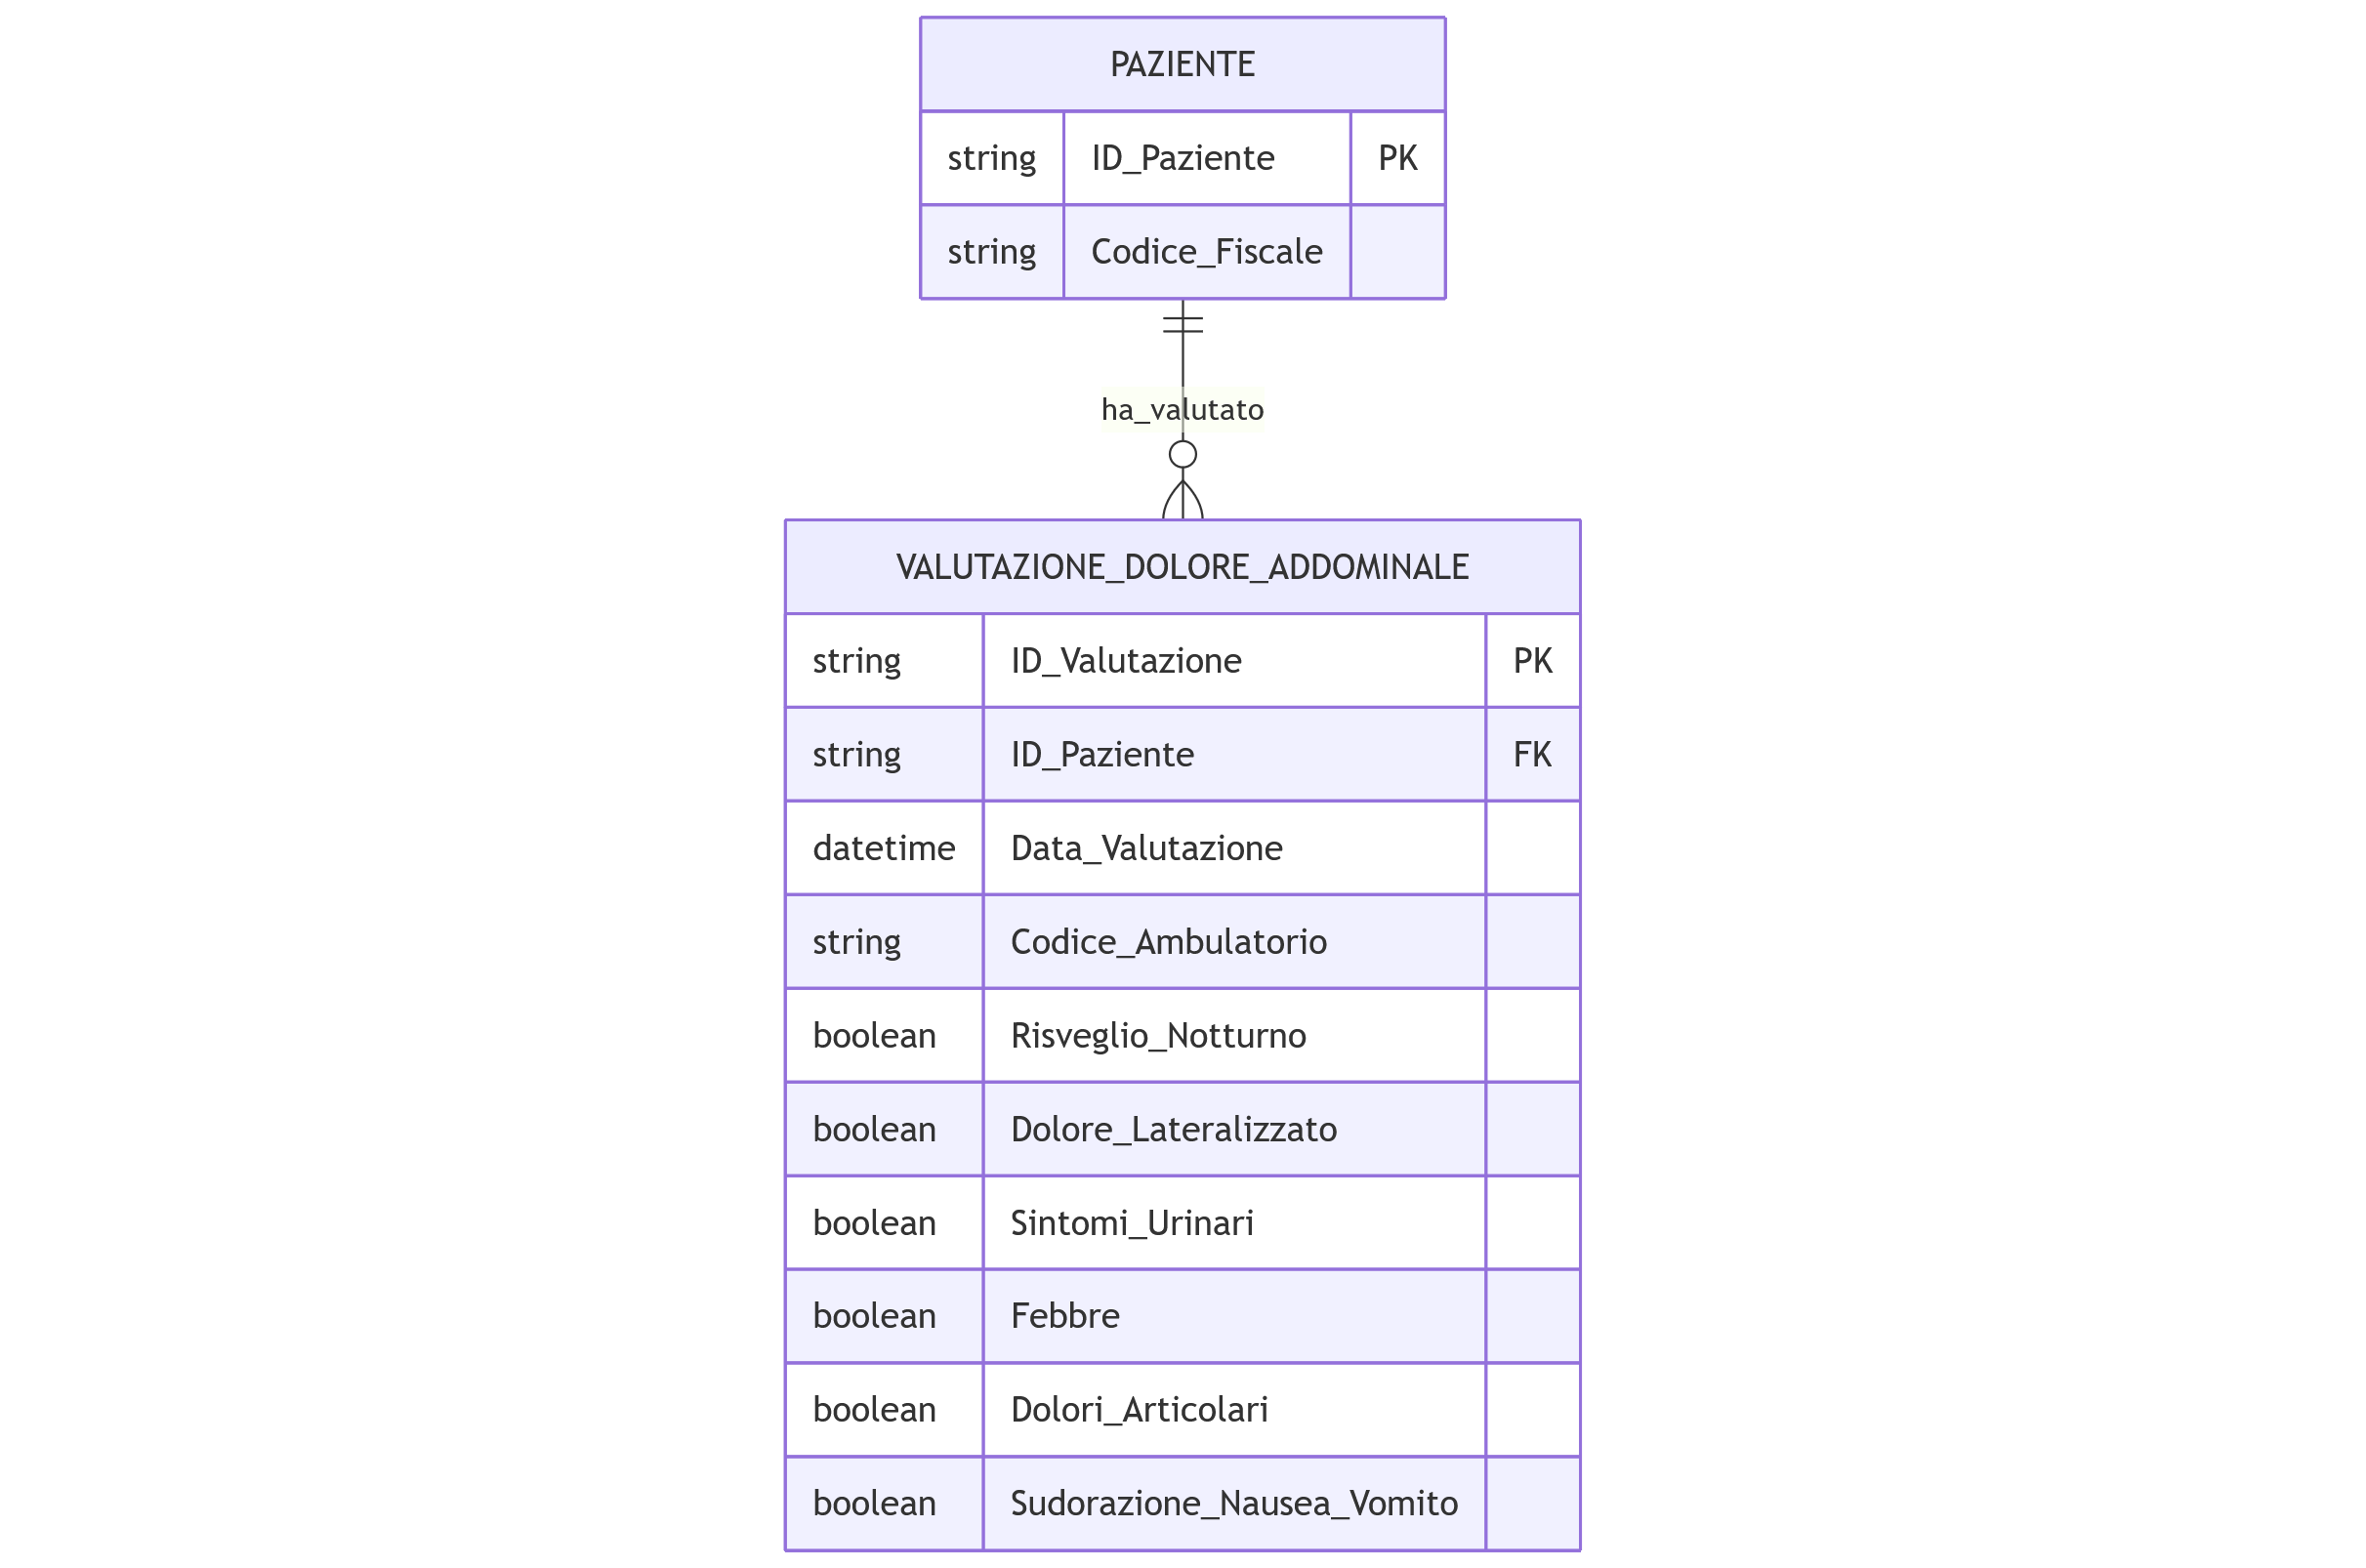 PAZIENTE
string ID_Paziente PK
string Codice_Fiscale
ha_valutato
VALUTAZIONE_DOLORE_ADDOMINALE
string ID_Valutazione PK
string ID_Paziente FK
datetime Data_Valutazione
string Codice_Ambulatorio
boolean Risveglio_Notturno
boolean Dolore_Lateralizzato
boolean Sintomi_Urinari
boolean Febbre
boolean Dolori_Articolari
boolean Sudorazione_Nausea_Vomito